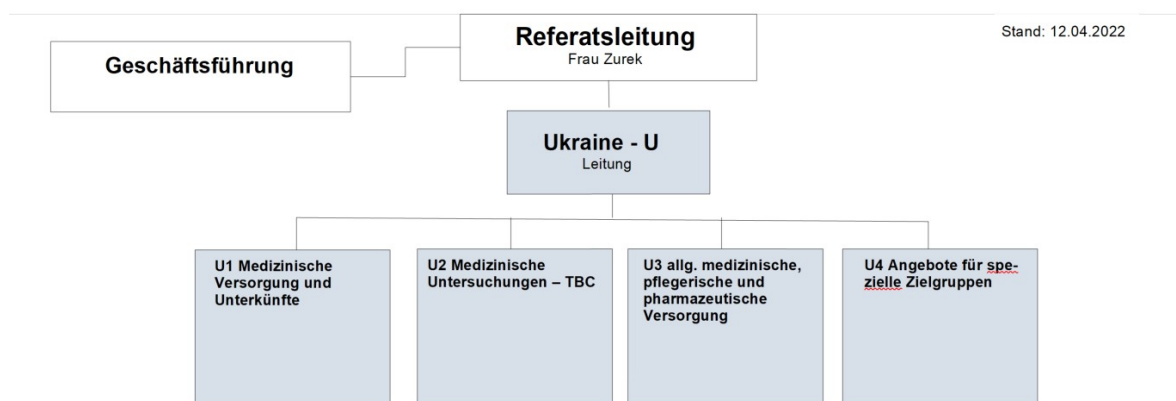 Referatsleitung
Frau Zurek
Stand: 12.04.2022
Geschäftsführung
Ukraine - U
Leitung
U1 Medizinische
Versorgung und
Unterkünfte
U2 Medizinische
Untersuchungen – TBC
U3 allg. medizinische,
pflegerische und
pharmazeutische
Versorgung
U4 Angebote für spe-
zielle Zielgruppen